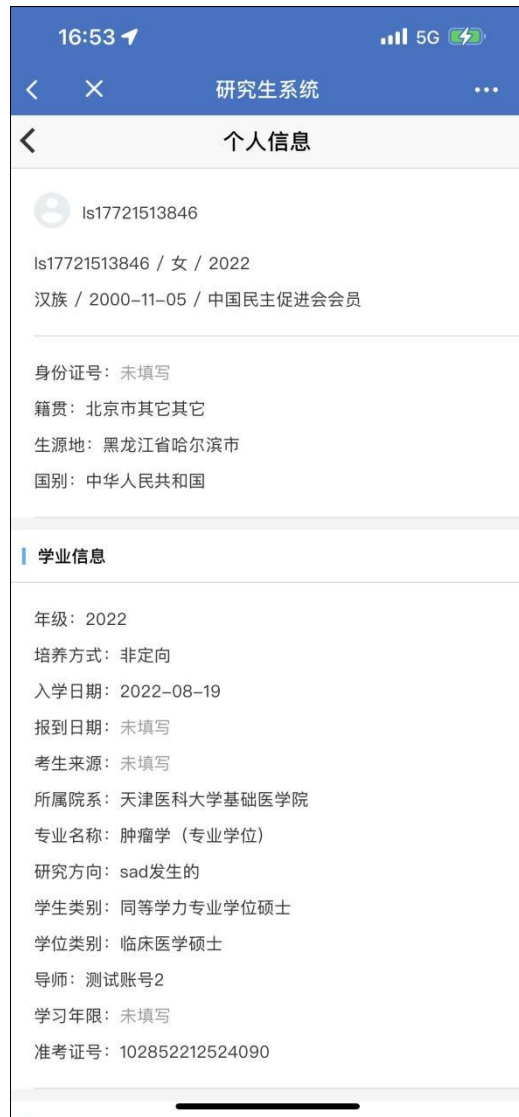 16:53
5G
研究生系统
个人信息
ls17721513846
ls17721513846 / 女 / 2022
汉族 / 2000-11-05 / 中国民主促进会会员
身份证号：未填写
籍贯：北京市其它其它
生源地：黑龙江省哈尔滨市
国别：中华人民共和国
学业信息
年级：2022
培养方式：非定向
入学日期：2022-08-19
报到日期：未填写
考生来源：未填写
所属院系：天津医科大学基础医学院
专业名称：肿瘤学（专业学位）
研究方向：sad发生的
学生类别：同等学力专业学位硕士
学位类别：临床医学硕士
导师：测试账号2
学习年限：未填写
准考证号：102852212524090